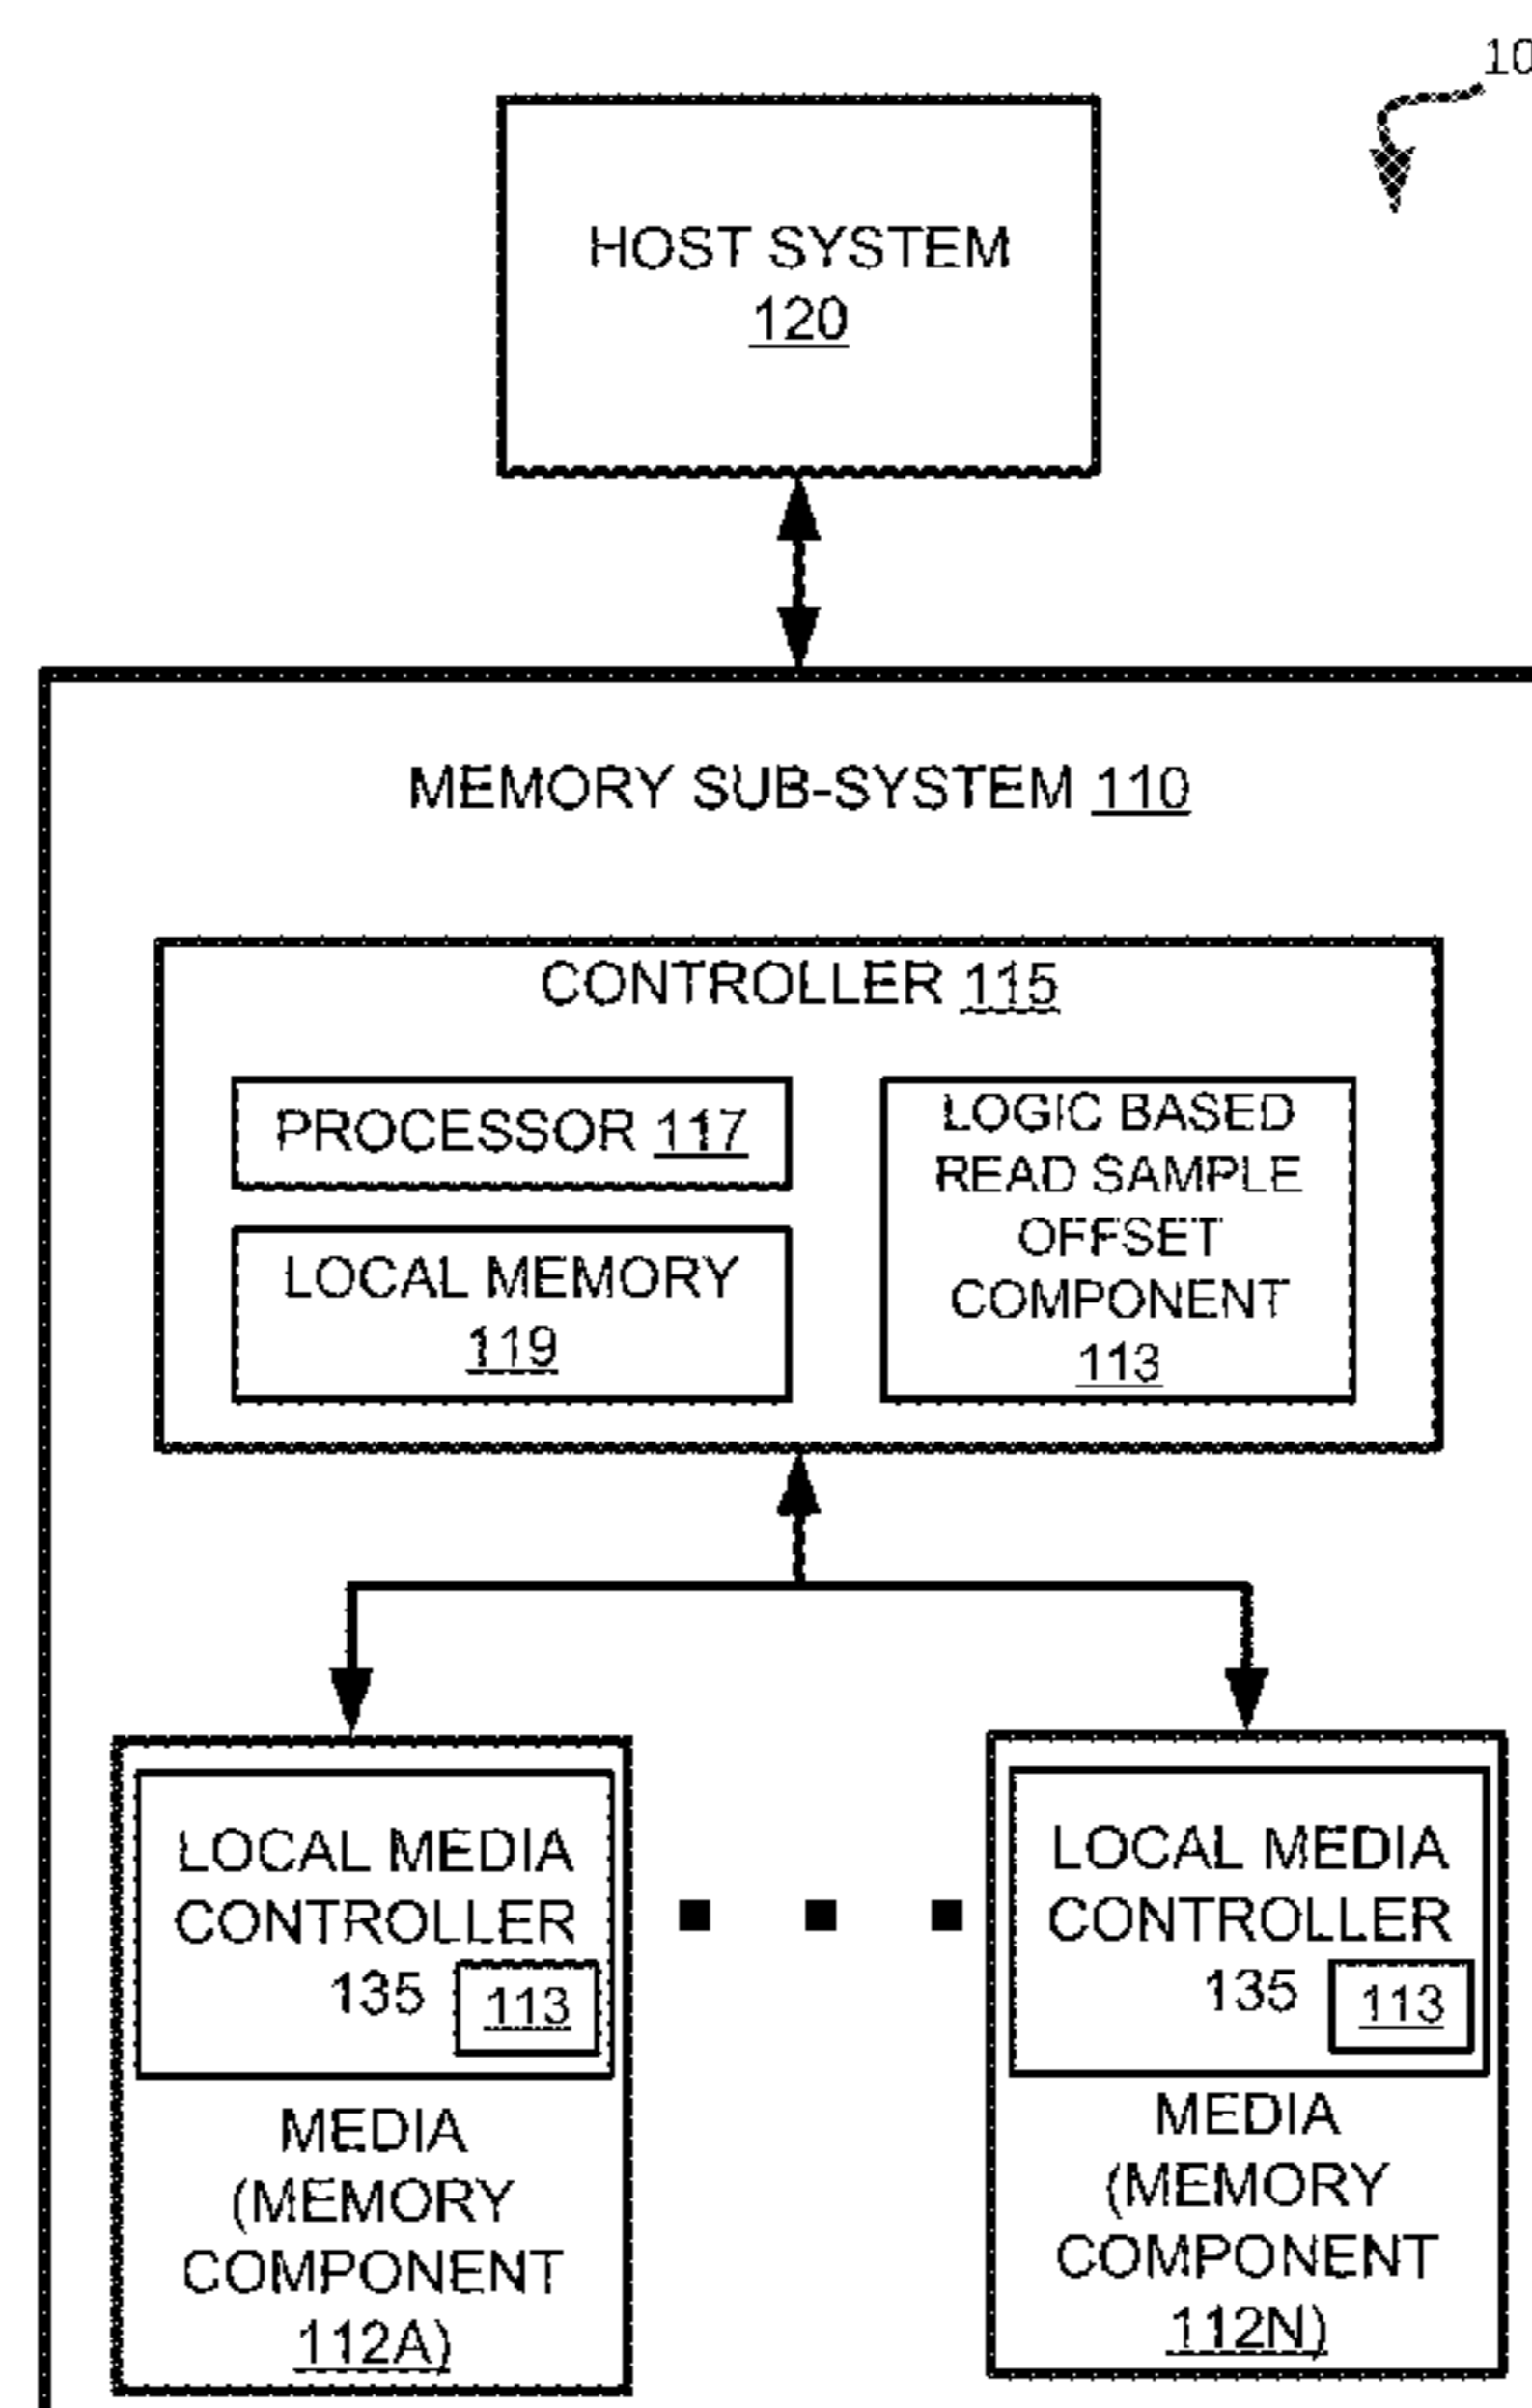 10
HOST SYSTEM
120
MEMORY SUB-SYSTEM 110
CONTROLLER 115
PROCESSOR 117
LOCAL MEMORY
119
LOGIC BASED
READ SAMPLE
OFFSET
COMPONENT
113
LOCAL MEDIA
CONTROLLER
135
113
MEDIA
(MEMORY
COMPONENT
112A)
LOCAL MEDIA
CONTROLLER
135
113
MEDIA
(MEMORY
COMPONENT
112N)